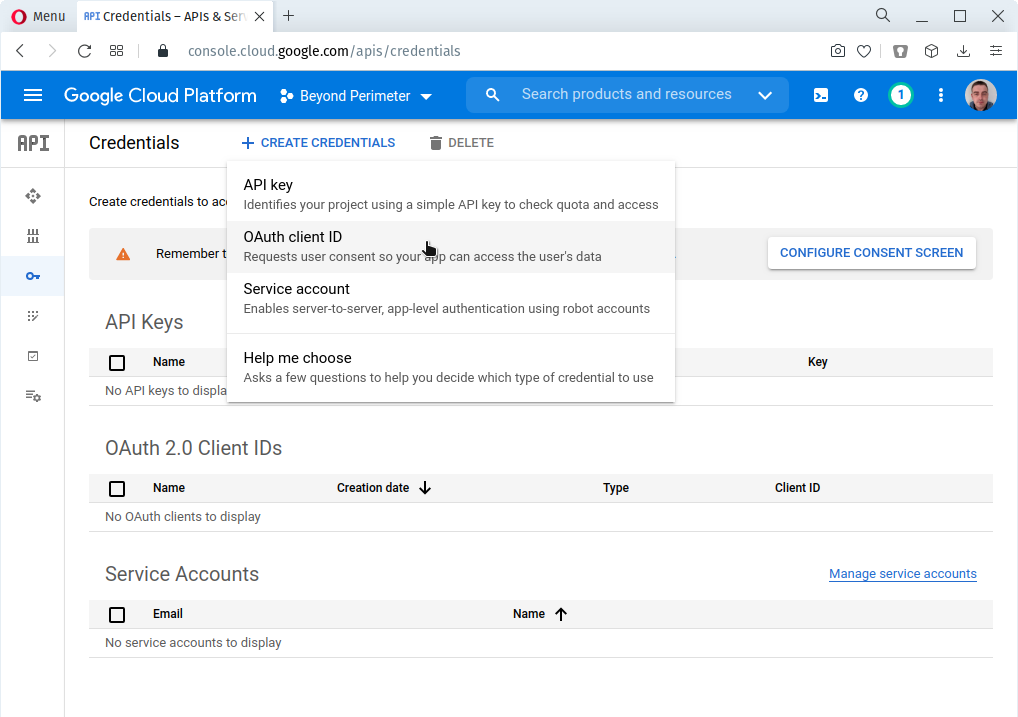 Menu
API Credentials – APIs & Ser
console.cloud.google.com/apis/credentials
Google Cloud Platform
Beyond Perimeter
Search products and resources
1
API
Credentials
CREATE CREDENTIALS
DELETE
API key
Identifies your project using a simple API key to check quota and access
Create credentials to ac
OAuth client ID
Requests user consent so your app can access the user's data
Remember t
CONFIGURE CONSENT SCREEN
Service account
Enables server-to-server, app-level authentication using robot accounts
API Keys
Help me choose
Asks a few questions to help you decide which type of credential to use
Name
Key
No API keys to displa
OAuth 2.0 Client IDs
Name
Creation date
Type
Client ID
No OAuth clients to display
Service Accounts
Manage service accounts
Email
Name
No service accounts to display